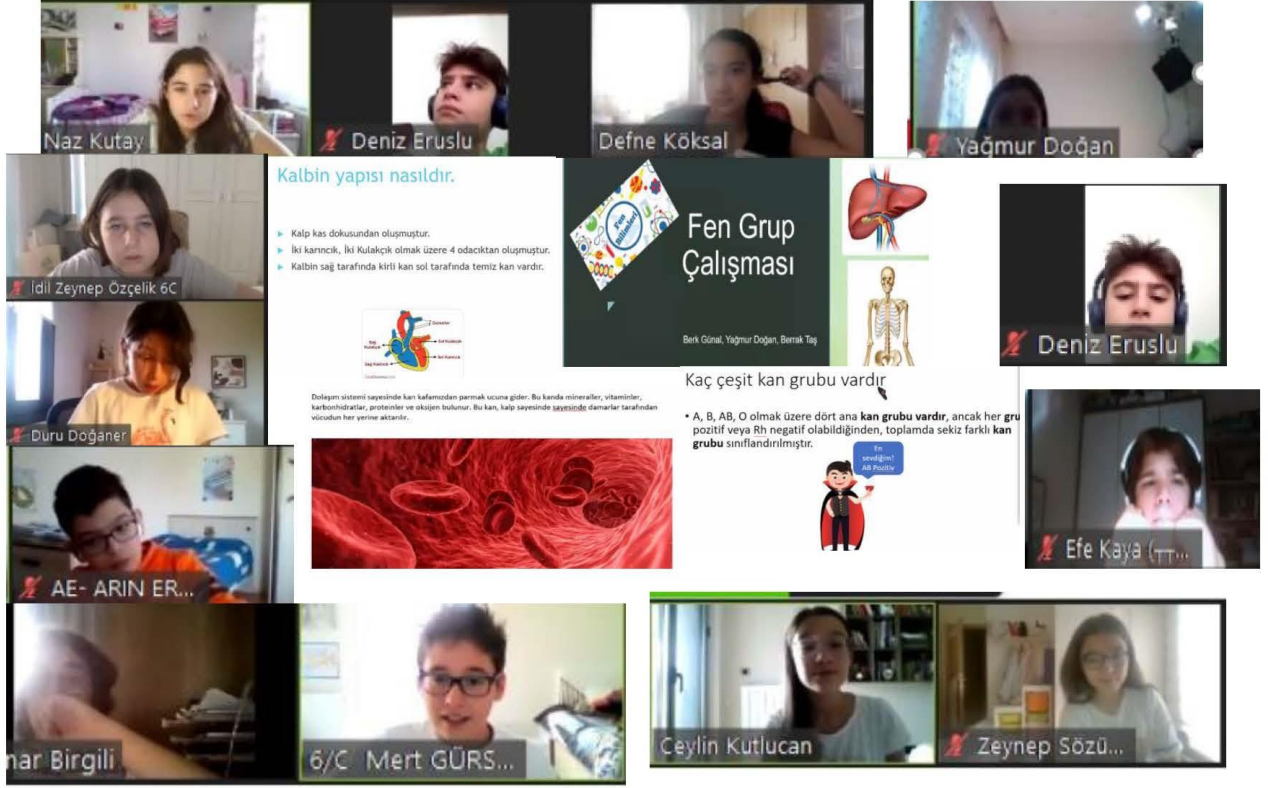 Naz Kutay
Deniz Eruslu
Defne Köksal
Yağmur Doğan
İdil Zeynep Özçelik 6C
Kalbin yapısı nasıldır.
Kalp kas dokusundan oluşmuştur.
İki karıncık, İki Kulakçık olmak üzere 4 odacıktan oluşmuştur.
Kalbin sağ tarafında kirli kan sol tarafında temiz kan vardır.
Fen
Bilimleri
Fen Grup
Çalışması
Berk Günal, Yağmur Doğan, Berrak Taş
Deniz Eruslu
Duru Doğaner
Dolaşım sistemi sayesinde kan kafamızdan parmak ucuna gider. Bu kanda mineraller, vitaminler,
karbonhidratlar, proteinler ve oksijen bulunur. Bu kan, kalp sayesinde sayesinde damarlar tarafından
vücudun her yerine aktarılır.
Kaç çeşit kan grubu vardır
• A, B, AB, O olmak üzere dört ana kan grubu vardır, ancak her gru
pozitif veya Rh negatif olabildiğinden, toplamda sekiz farklı kan
grubu sınıflandırılmıştır.
En
sevdiğim!
AB Pozitiv
AE- ARIN ER...
Efe Kaya
nar Birgili
6/C Mert GÜRS...
Ceylin Kutlucan
Zeynep Sözü...